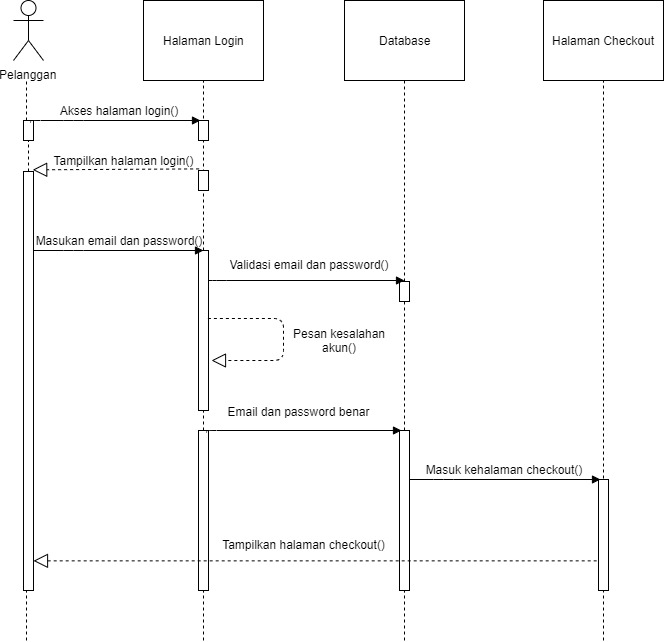 Pelanggan
Halaman Login
Database
Halaman Checkout
Akses halaman login()
Tampilkan halaman login()
Masukan email dan password()
Validasi email dan password()
Pesan kesalahan
akun()
Email dan password benar
Masuk kehalaman checkout()
Tampilkan halaman checkout()